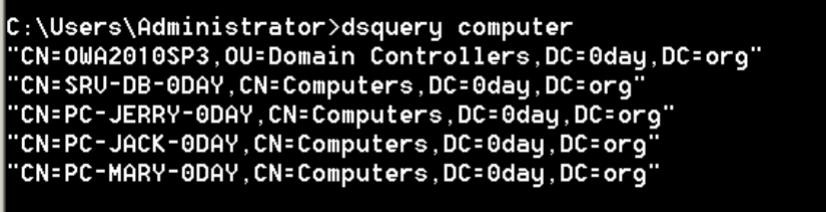 C:\Users\Administrator>dsquery computer
"CN=OWA2010SP3,OU=Domain Controllers,DC=0day,DC=org"
"CN=SRV-DB-0DAY,CN=Computers,DC=0day,DC=org"
"CN=PC-JERRY-0DAY,CN=Computers,DC=0day,DC=org"
"CN=PC-JACK-0DAY,CN=Computers,DC=0day,DC=org"
"CN=PC-MARY-0DAY,CN=Computers,DC=0day,DC=org"